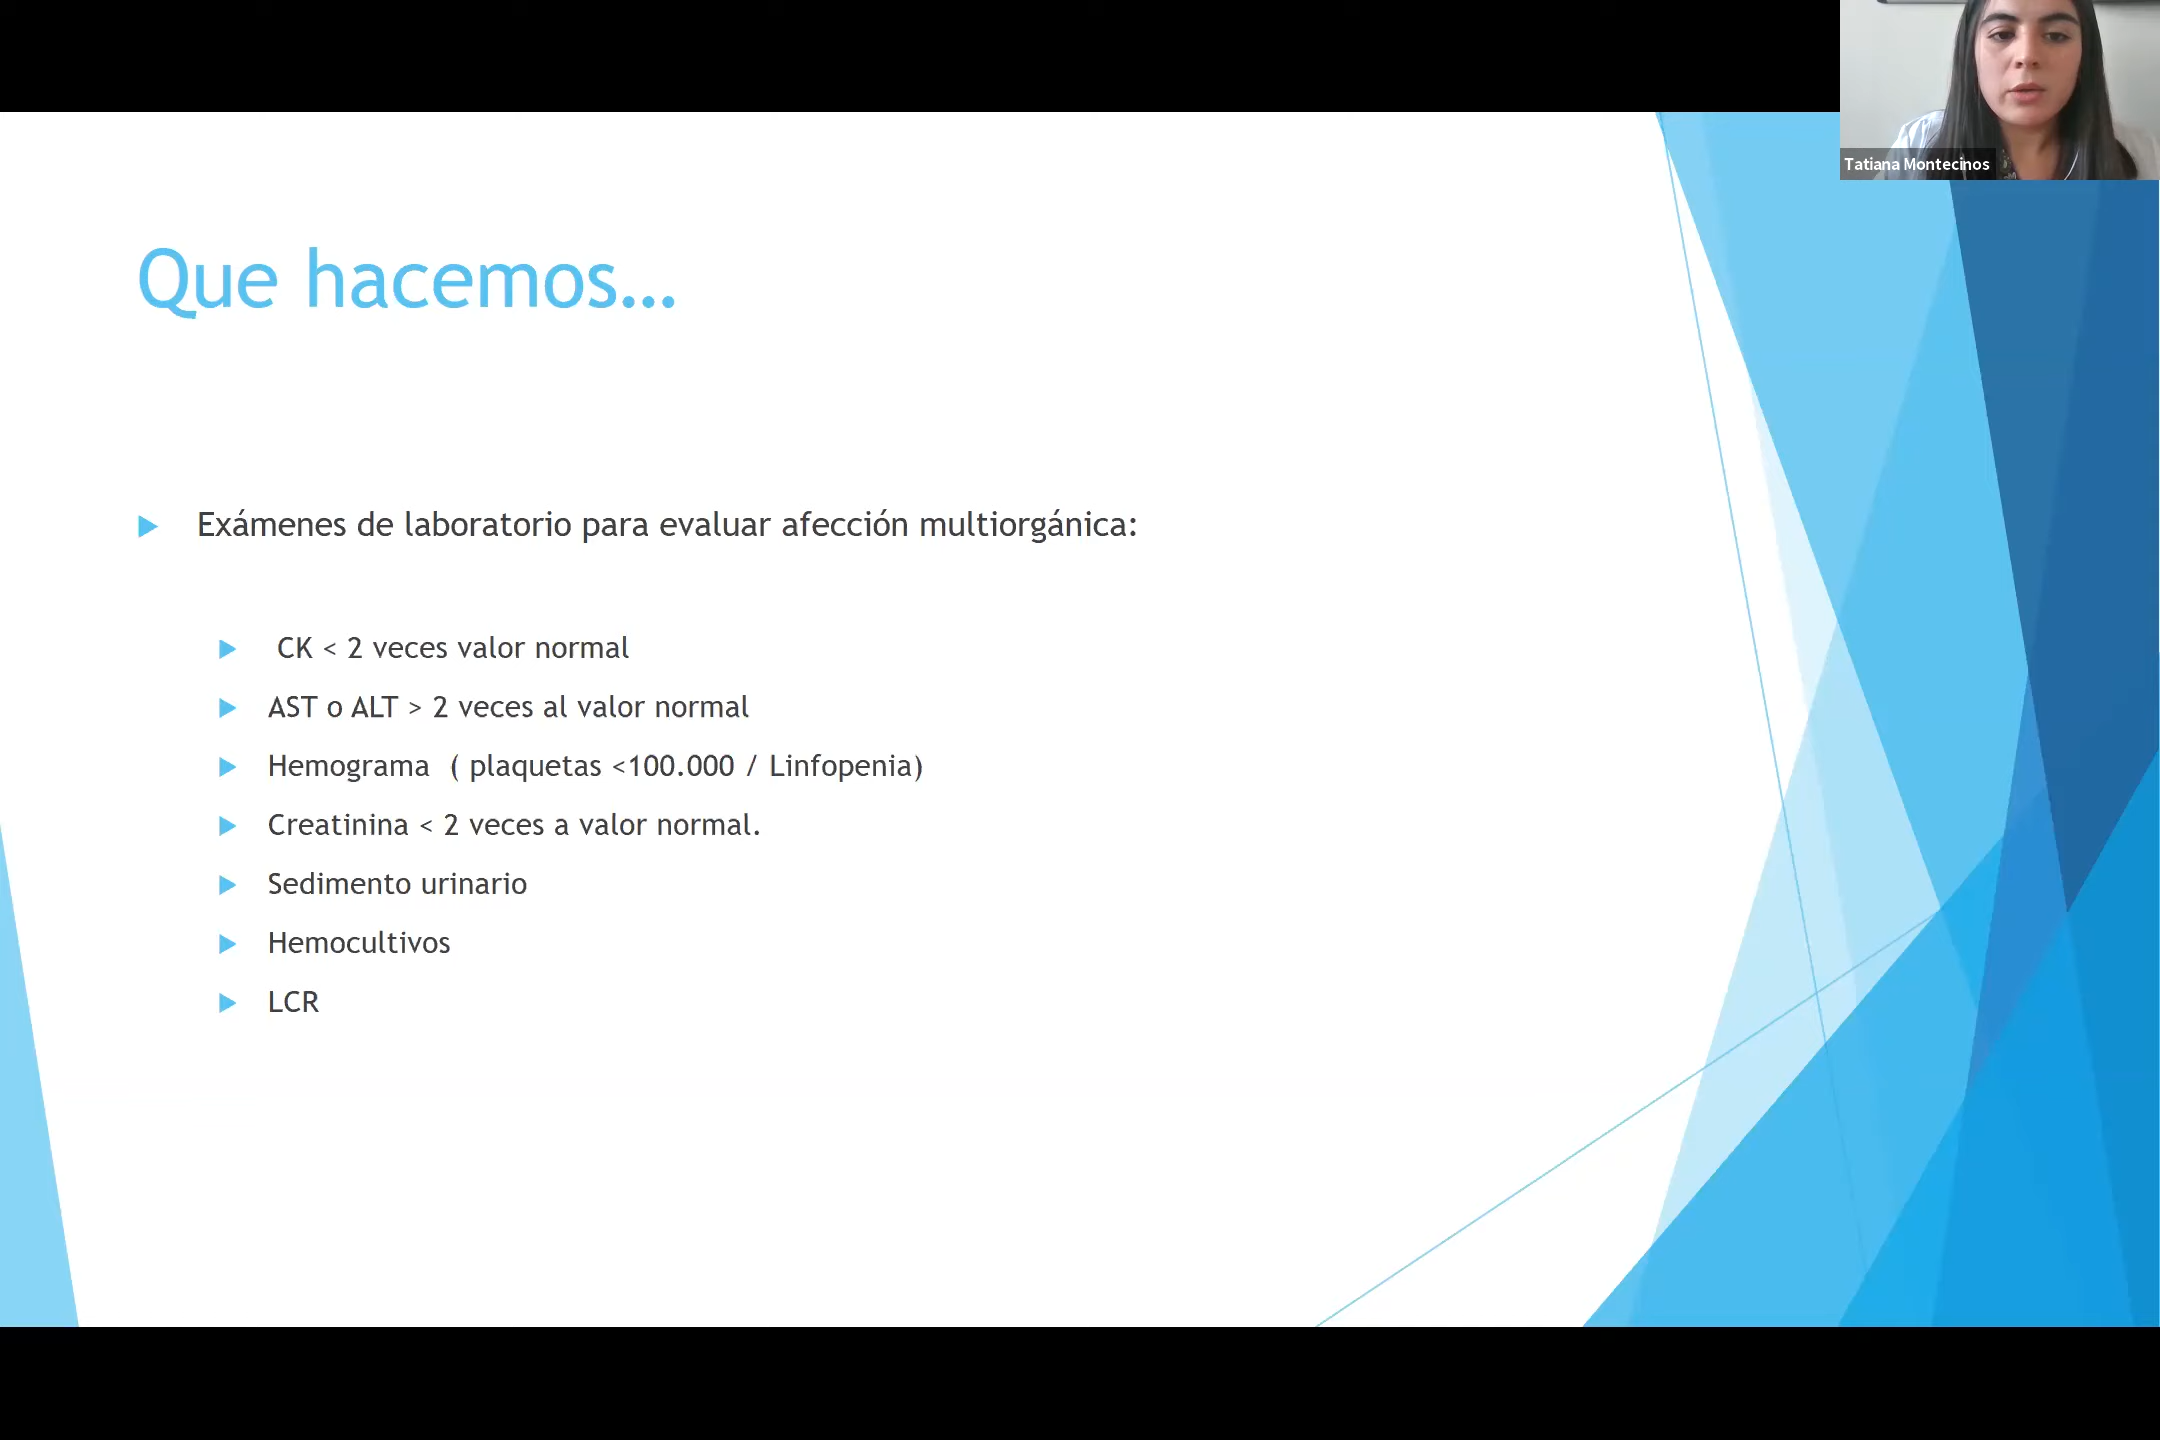 Tatiana Montecinos
Que hacemos...
Exámenes de laboratorio para evaluar afección multiorgánica:
CK < 2 veces valor normal
AST o ALT > 2 veces al valor normal
Hemograma ( plaquetas <100.000 / Linfopenia)
Creatinina < 2 veces a valor normal.
Sedimento urinario
Hemocultivos
LCR